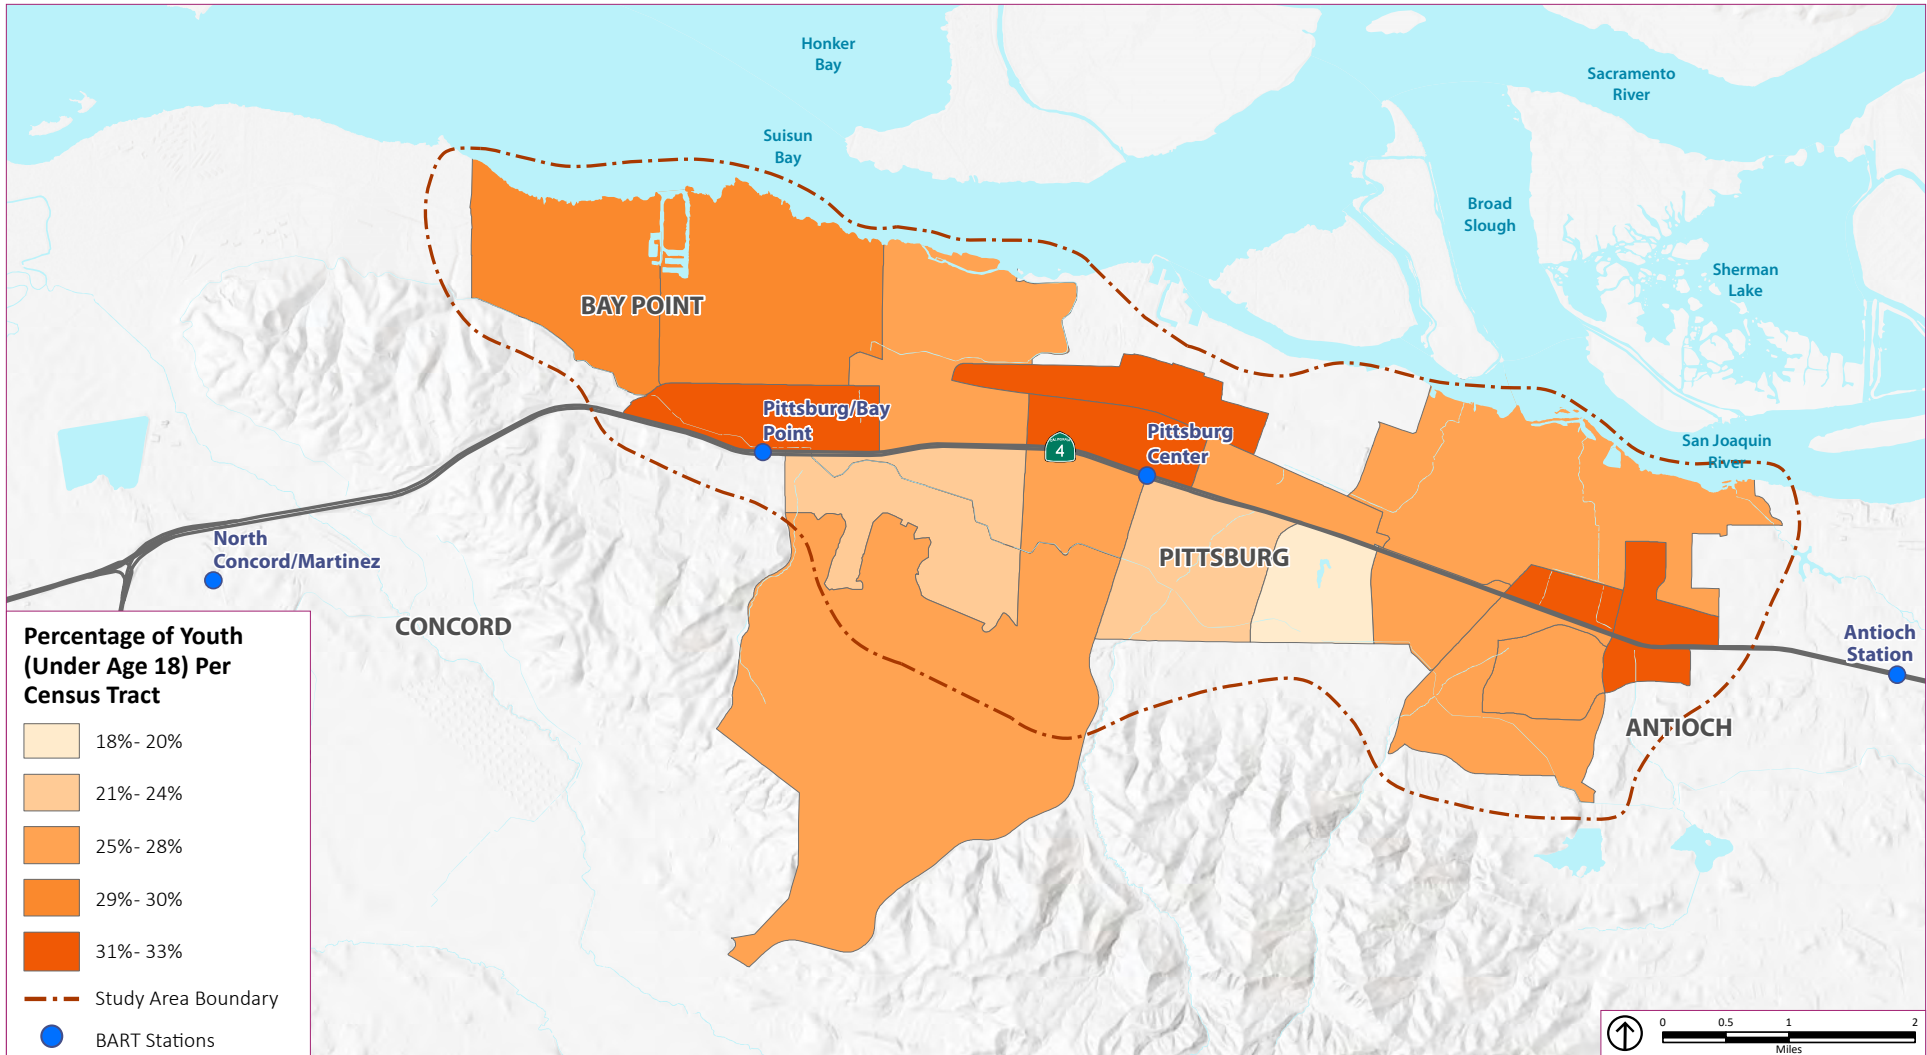 Honker
Bay
Sacramento
River
Suisun
Bay
Broad
Slough
Sherman
Lake
BAY POINT
Pittsburg/Bay
Point
CALIFORNIA
4
Pittsburg
Center
San Joaquin
River
North
Concord/Martinez
PITTSBURG
CONCORD
Antioch
Station
ANTIOCH
Percentage of Youth
(Under Age 18) Per
Census Tract
18%- 20%
21%- 24%
25%- 28%
29%- 30%
31%- 33%
Study Area Boundary
BART Stations
0 0.5 1 2
Miles